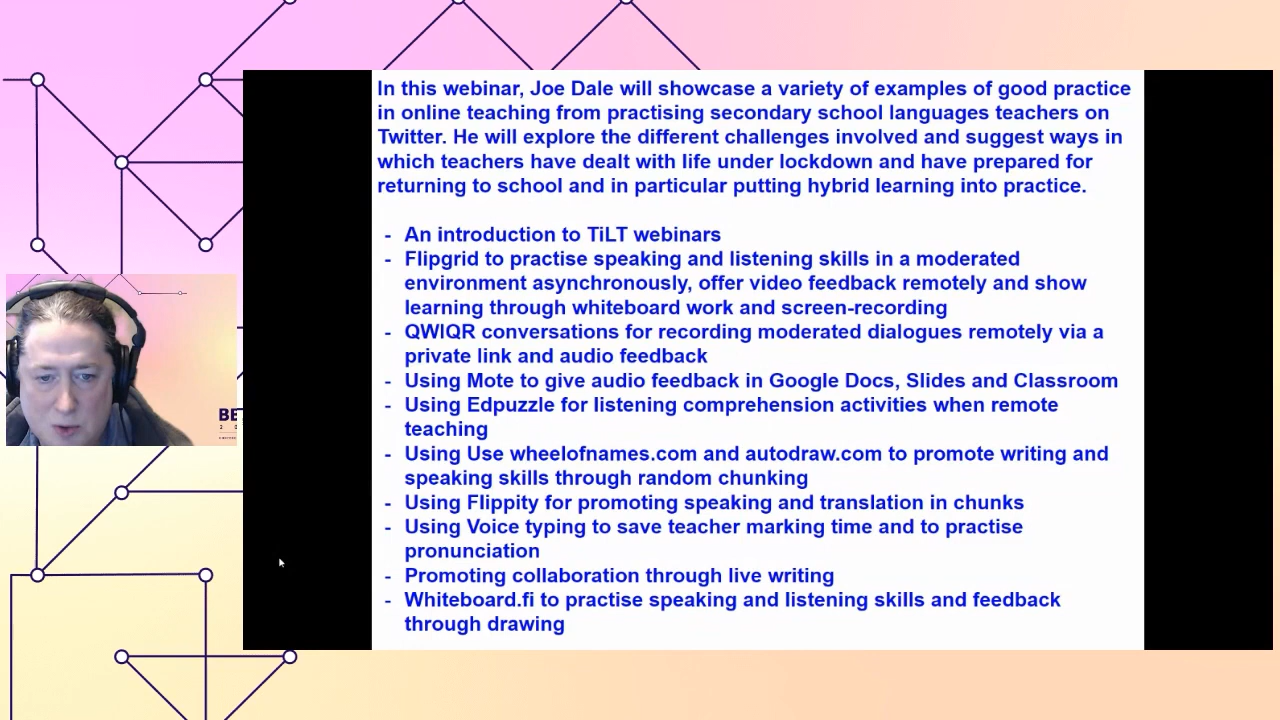 In this webinar, Joe Dale will showcase a variety of examples of good practice
in online teaching from practising secondary school languages teachers on
Twitter. He will explore the different challenges involved and suggest ways in
which teachers have dealt with life under lockdown and have prepared for
returning to school and in particular putting hybrid learning into practice.
- An introduction to TiLT webinars
- Flipgrid to practise speaking and listening skills in a moderated
environment asynchronously, offer video feedback remotely and show
learning through whiteboard work and screen-recording
- QWIQR conversations for recording moderated dialogues remotely via a
private link and audio feedback
- Using Mote to give audio feedback in Google Docs, Slides and Classroom
- Using Edpuzzle for listening comprehension activities when remote
teaching
- Using Use wheelofnames.com and autodraw.com to promote writing and
speaking skills through random chunking
- Using Flippity for promoting speaking and translation in chunks
- Using Voice typing to save teacher marking time and to practise
pronunciation
- Promoting collaboration through live writing
- Whiteboard.fi to practise speaking and listening skills and feedback
through drawing
BE